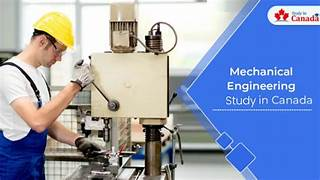 Study in
Canada
Mechanical
Engineering
Study in Canada